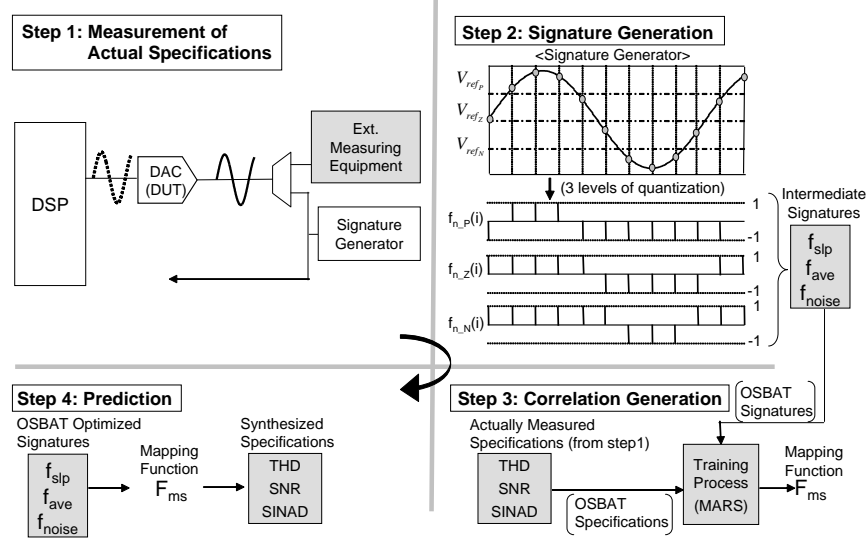 Step 1: Measurement of
Actual Specifications
DSP
DAC
(DUT)
Ext.
Measuring
Equipment
Signature
Generator
Step 2: Signature Generation
<Signature Generator>
V_ref_P
V_ref_Z
V_ref_N
(3 levels of quantization)
f_n_P(i)
1
-1
f_n_Z(i)
1
-1
f_n_N(i)
1
-1
Intermediate
Signatures
f_slp
f_ave
f_noise
Step 4: Prediction
OSBAT Optimized
Signatures
f_slp
f_ave
f_noise
Mapping
Function
F_ms
Synthesized
Specifications
THD
SNR
SINAD
Step 3: Correlation Generation
Actually Measured
Specifications (from step1)
THD
SNR
SINAD
OSBAT
Specifications
OSBAT
Signatures
Training
Process
(MARS)
Mapping
Function
F_ms